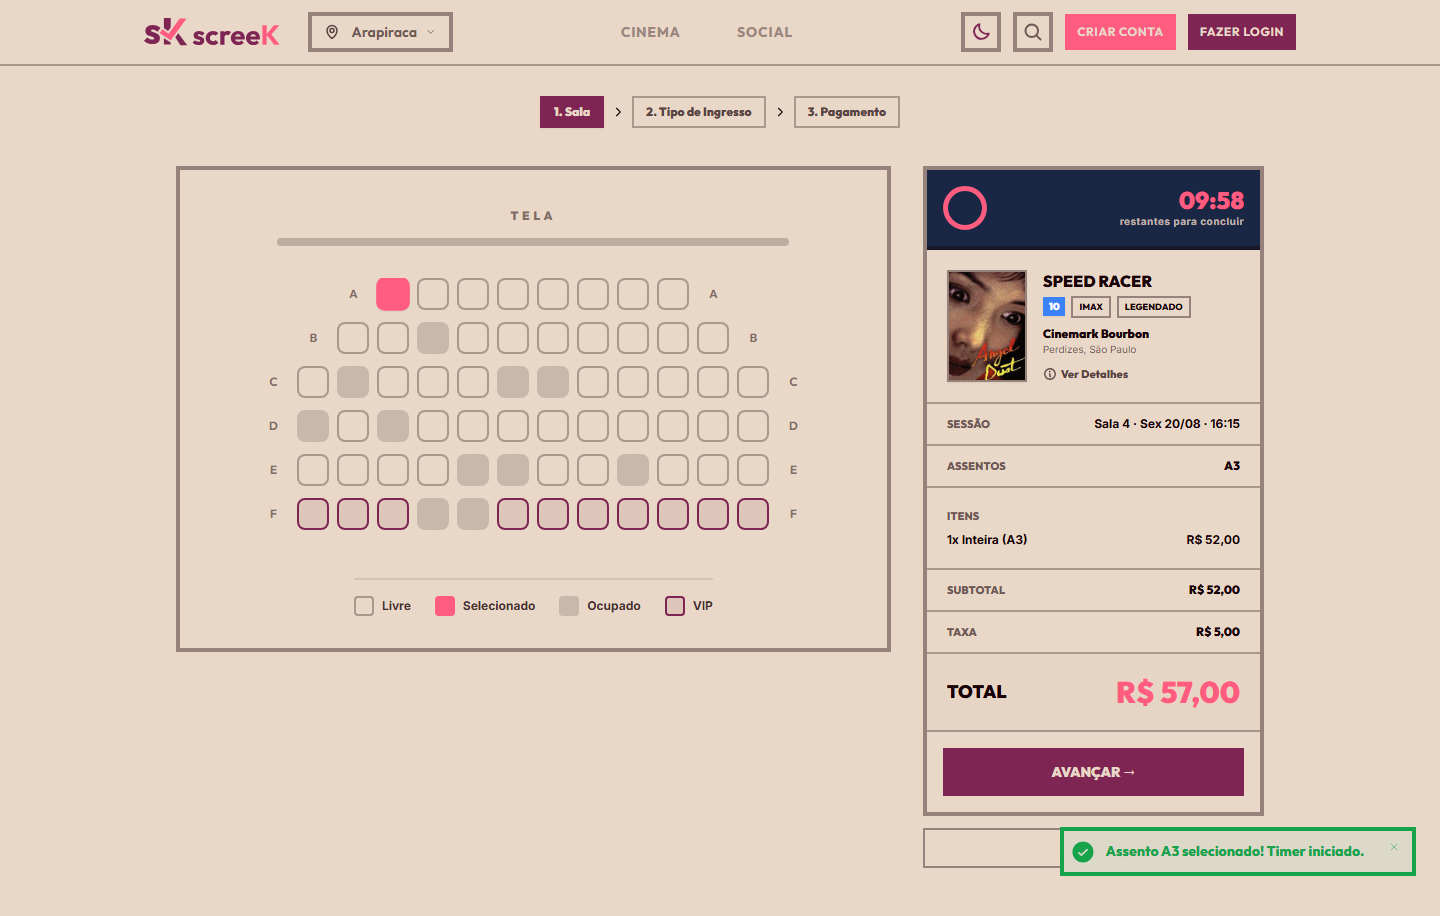 sK screeK
Arapiraca
CINEMA
SOCIAL
CRIAR CONTA
FAZER LOGIN
1. Sala
2. Tipo de Ingresso
3. Pagamento
TELA
A
A
B
B
C
C
D
D
E
E
F
F
Livre
Selecionado
Ocupado
VIP
09:58
restantes para concluir
Angel
Dust
SPEED RACER
10
IMAX
LEGENDADO
Cinemark Bourbon
Perdizes, São Paulo
Ver Detalhes
SESSÃO
Sala 4 · Sex 20/08 · 16:15
ASSENTOS
A3
ITENS
1x Inteira (A3)
R$ 52,00
SUBTOTAL
R$ 52,00
TAXA
R$ 5,00
TOTAL
R$ 57,00
AVANÇAR →
Assento A3 selecionado! Timer iniciado.